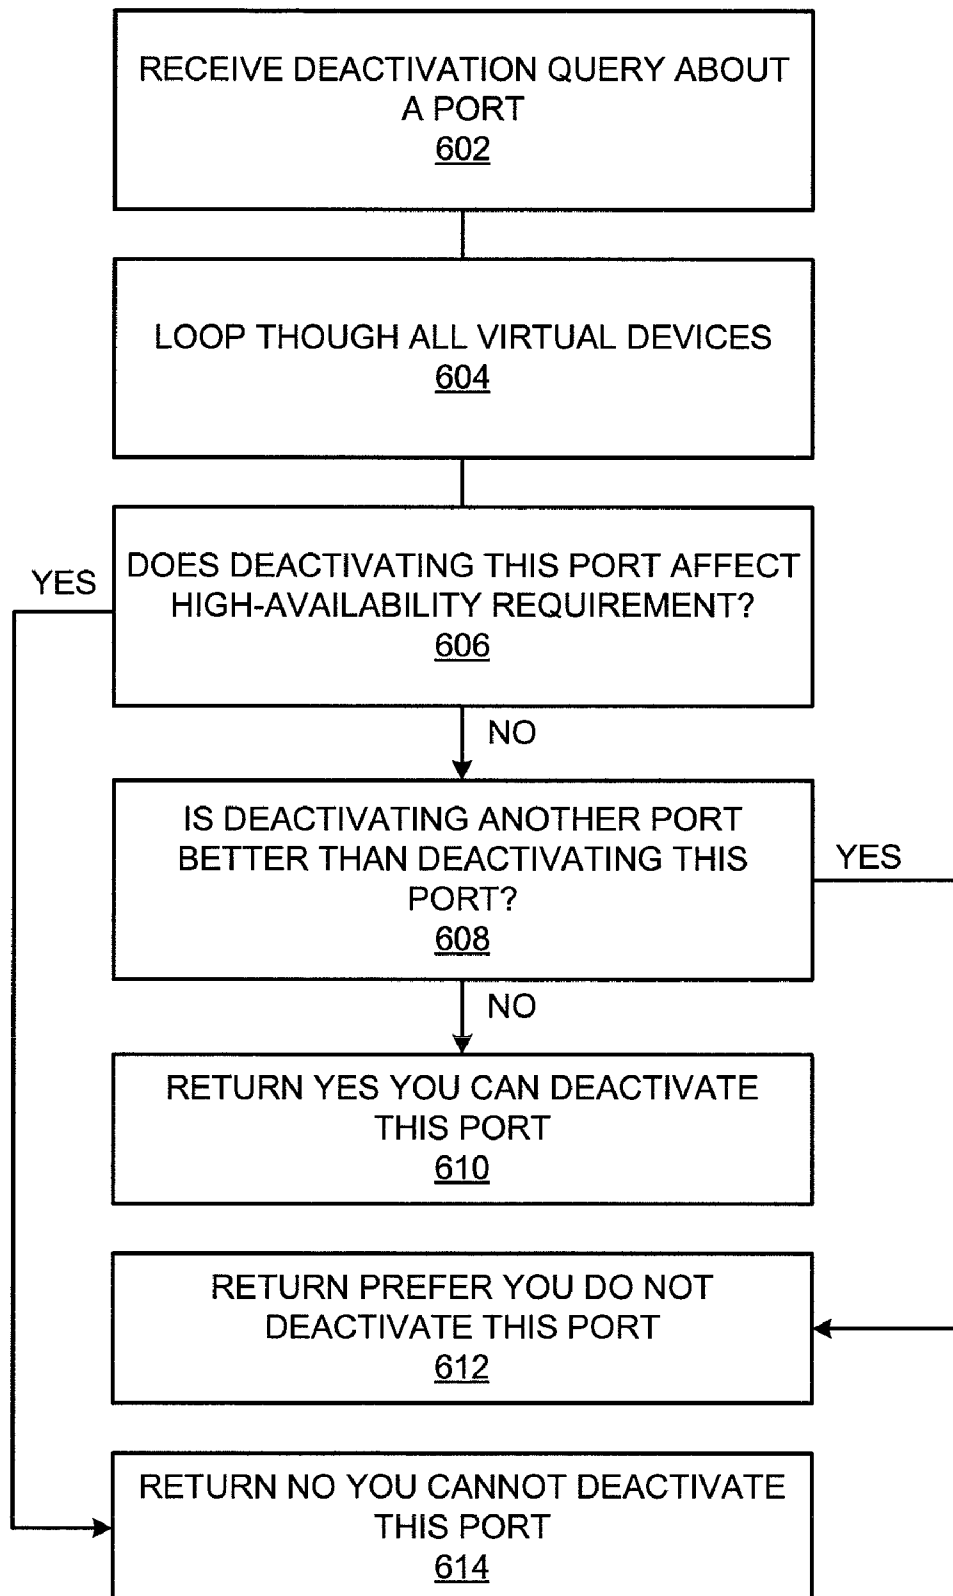 RECEIVE DEACTIVATION QUERY ABOUT
A PORT
602
LOOP THOUGH ALL VIRTUAL DEVICES
604
YES
DOES DEACTIVATING THIS PORT AFFECT
HIGH-AVAILABILITY REQUIREMENT?
606
NO
IS DEACTIVATING ANOTHER PORT
BETTER THAN DEACTIVATING THIS
PORT?
608
YES
NO
RETURN YES YOU CAN DEACTIVATE
THIS PORT
610
RETURN PREFER YOU DO NOT
DEACTIVATE THIS PORT
612
RETURN NO YOU CANNOT DEACTIVATE
THIS PORT
614